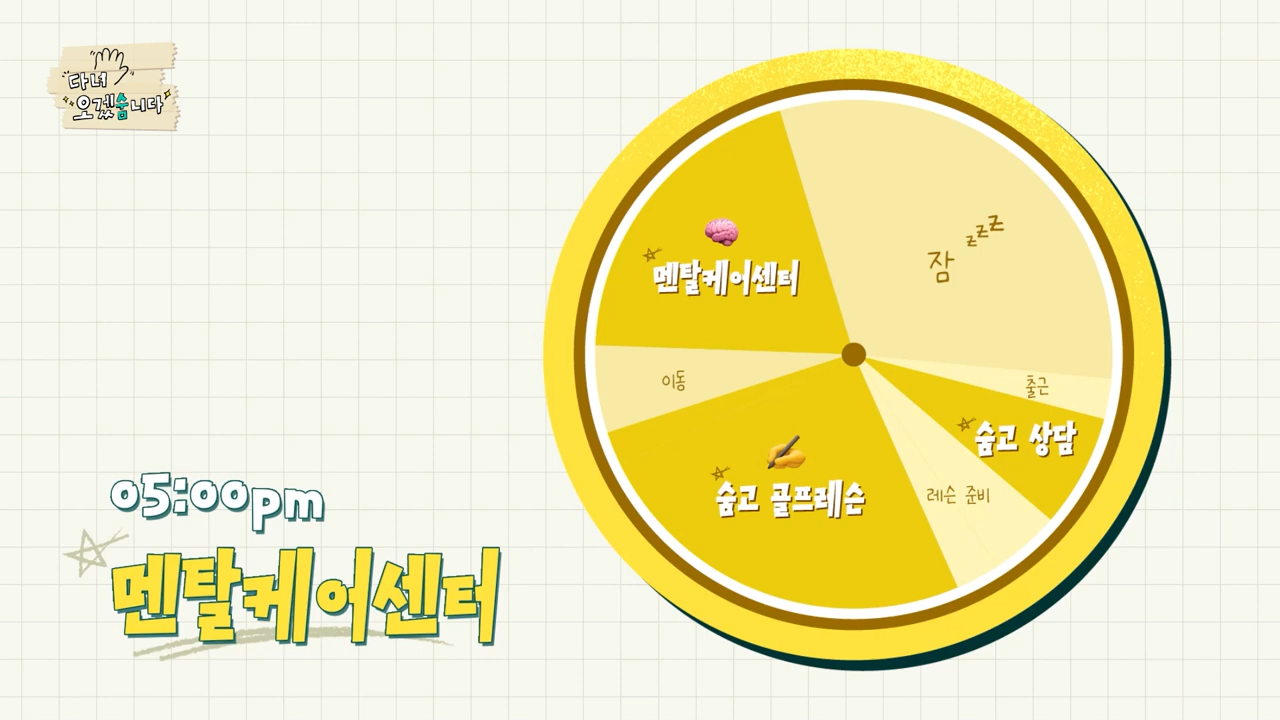 다녀
오겠숨니다
05:00pm
멘탈케어센터
멘탈케어센터
zzz
잠
이동
출근
숨고 상담
레슨 준비
숨고 골프레슨